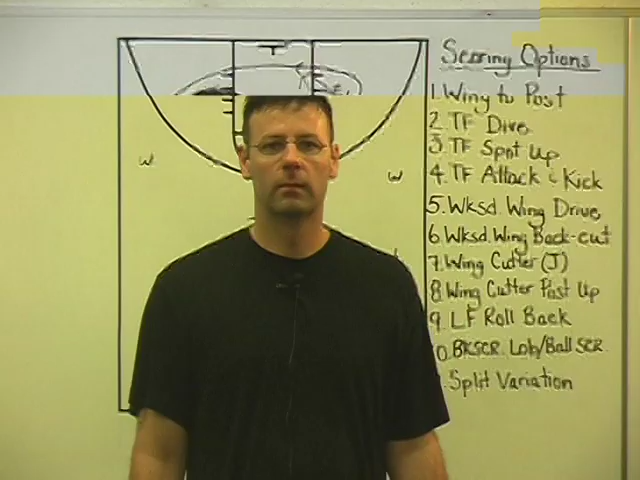 Scoring Options
1. Wing to Post
2. TF Dive
3. TF Spot Up
4. TF Attack & Kick
5. Wksd. Wing Drive
6. Wksd. Wing Back-cut
7. Wing Cutter (J)
8. Wing Cutter Post Up
9. LF Roll Back
0. BKSCR. Lob/Ball SCR.
Split Variation
W
W